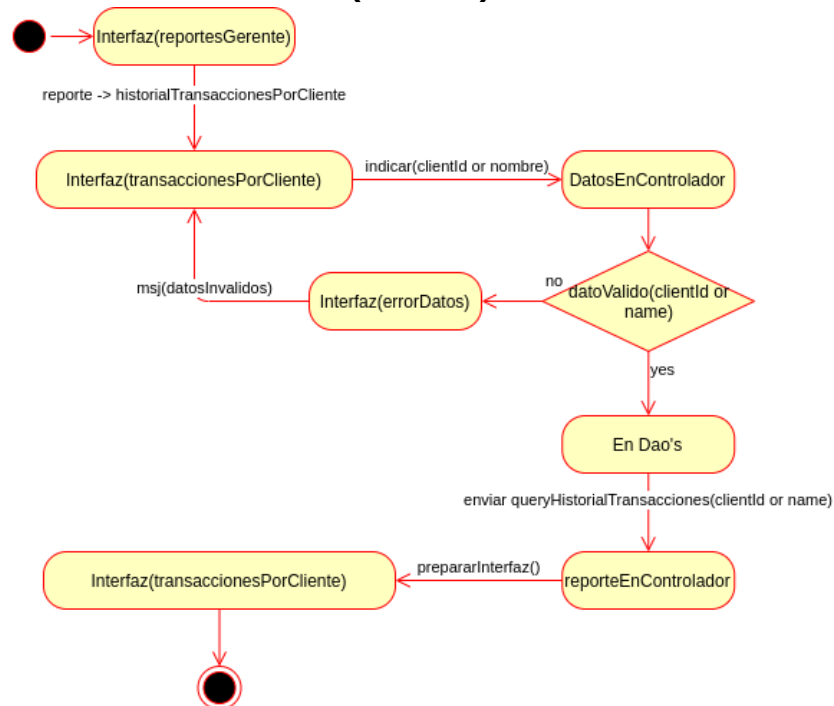 Interfaz(reportesGerente)
reporte -> historialTransaccionesPorCliente
Interfaz(transaccionesPorCliente)
indicar(clientId or nombre)
DatosEnControlador
msj(datosInvalidos)
Interfaz(errorDatos)
no
datoValido(clientId or
name)
yes
En Dao's
enviar queryHistorialTransacciones(clientId or name)
Interfaz(transaccionesPorCliente)
prepararInterfaz()
reporteEnControlador